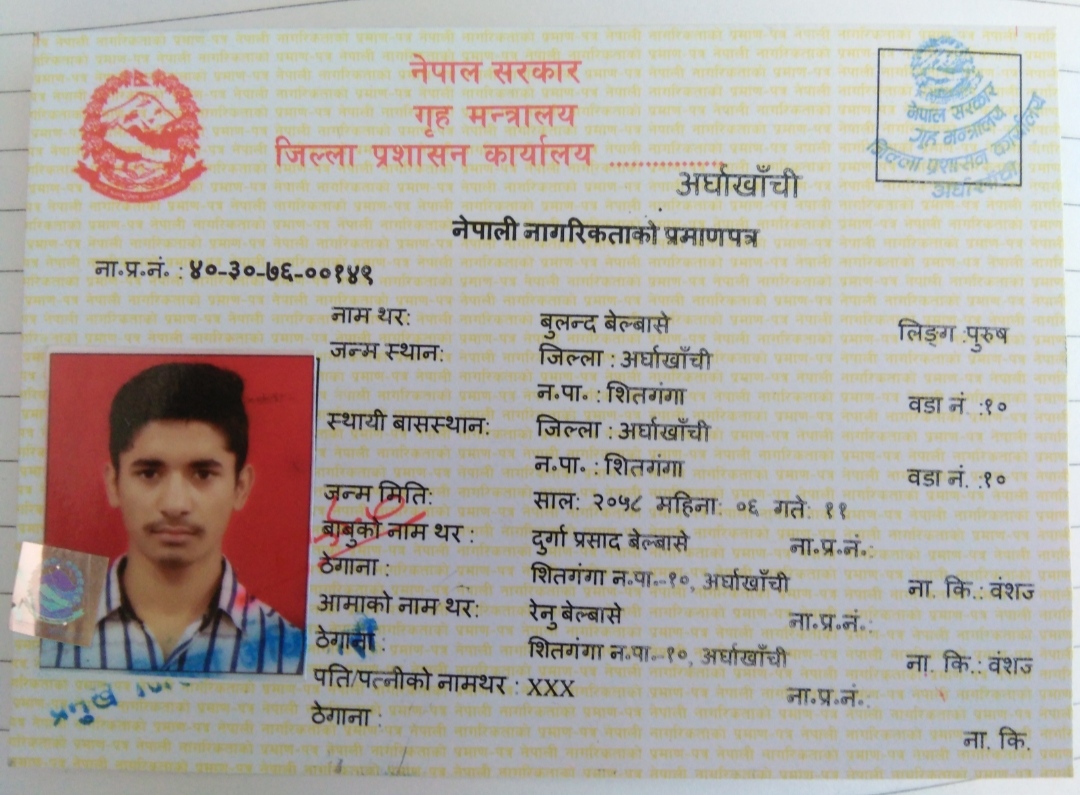 नेपाल सरकार
गृह मन्त्रालय
जिल्ला प्रशासन कार्यालय ..................
अर्घाखाँची
नेपाल सरकार
गृह मन्त्रालय
जिल्ला प्रशासन कार्यालय
अर्घाखाँची
नेपाली नागरिकताको प्रमाणपत्र
ना.प्र.नं. : ४०-३०-७६-००१४९
नाम थर: बुलन्द बेल्बासे लिङ्ग :पुरुष
जन्म स्थान: जिल्ला : अर्घाखाँची
न.पा. : शितगंगा वडा नं. :१०
स्थायी बासस्थान: जिल्ला : अर्घाखाँची
न.पा. : शितगंगा वडा नं. :१०
जन्म मिति: साल: २०५८ महिना: ०६ गते: ११
बाबुको नाम थर : दुर्गा प्रसाद बेल्बासे ना.प्र.नं.:
ठेगाना : शितगंगा न.पा.-१०, अर्घाखाँची ना. कि.: वंशज
आमाको नाम थर: रेनु बेल्बासे ना.प्र.नं.:
ठेगाना : शितगंगा न.पा.-१०, अर्घाखाँची ना. कि.: वंशज
पति/पत्नीको नामथर : XXX ना.प्र.नं.:
ठेगाना : ना. कि.